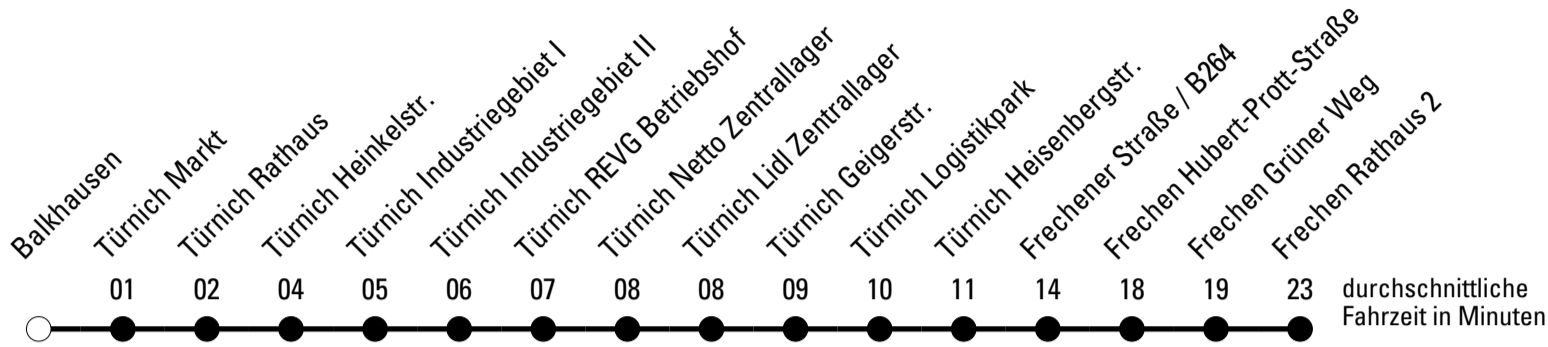 Balkhausen
Türnich Markt
Türnich Rathaus
Türnich Heinkelstr.
Türnich Industriegebiet I
Türnich Industriegebiet II
Türnich REVG Betriebshof
Türnich Netto Zentrallager
Türnich Lidl Zentrallager
Türnich Geigerstr.
Türnich Logistikpark
Türnich Heisenbergstr.
Frechener Straße / B264
Frechen Hubert-Prott-Straße
Frechen Grüner Weg
Frechen Rathaus 2
01 02 04 05 06 07 08 08 09 10 11 14 18 19 23
durchschnittliche
Fahrzeit in Minuten